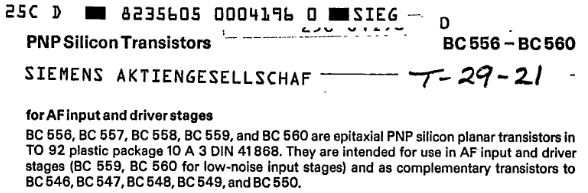 25C D ■ 8235605 0004196 0 ■SIEG D
PNP Silicon Transistors BC 556 – BC 560
SIEMENS AKTIENGESELLSCHAF T-29-21
for AF input and driver stages
BC 556, BC 557, BC 558, BC 559, and BC 560 are epitaxial PNP silicon planar transistors in
TO 92 plastic package 10 A 3 DIN 41 868. They are intended for use in AF input and driver
stages (BC 559, BC 560 for low-noise input stages) and as complementary transistors to
BC 546, BC 547, BC 548, BC 549, and BC 550.